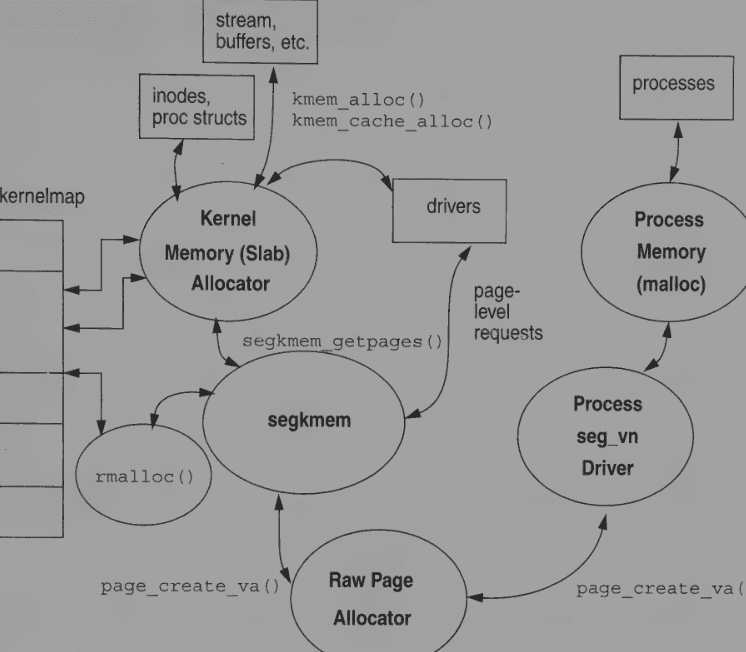 stream,
buffers, etc.
inodes,
proc structs
kmem_alloc()
kmem_cache_alloc()
processes
kernelmap
Kernel
Memory (Slab)
Allocator
drivers
Process
Memory
(malloc)
page-
level
requests
segkmem_getpages()
segkmem
Process
seg_vn
Driver
rmalloc()
page_create_va()
Raw Page
Allocator
page_create_va(